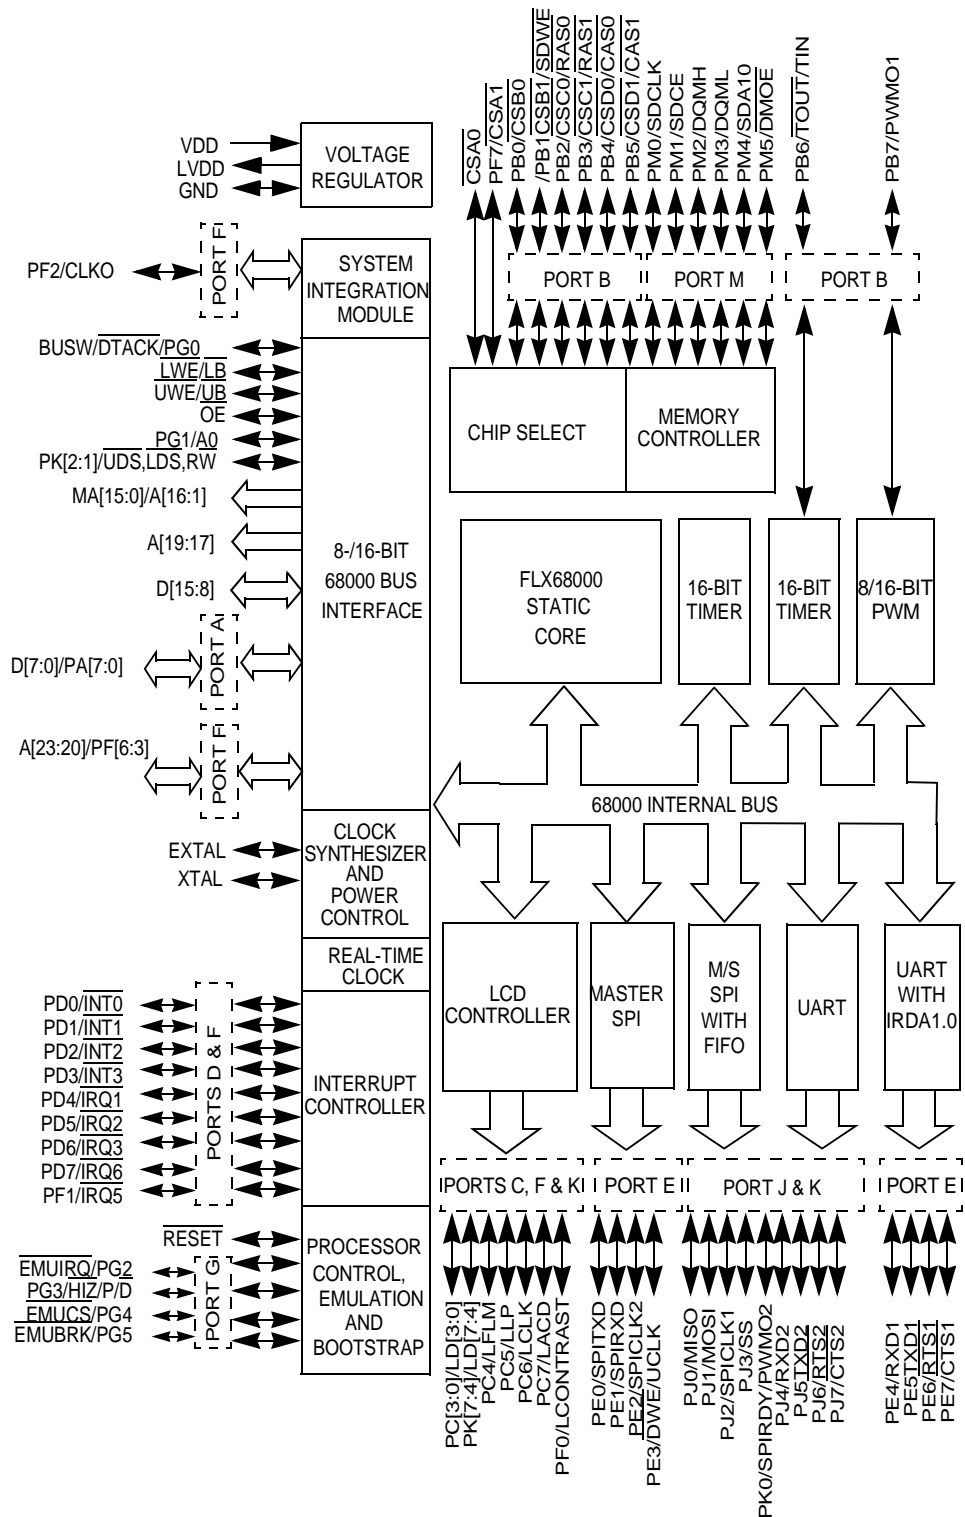 VDD
LVDD
GND
VOLTAGE
REGULATOR
PF2/CLKO
PORT F
SYSTEM
INTEGRATION
MODULE
BUSW/DTACK/PG0
LWE/LB
UWE/UB
OE
PG1/A0
PK[2:1]/UDS,LDS,RW
MA[15:0]/A[16:1]
A[19:17]
D[15:8]
D[7:0]/PA[7:0]
PORT A
A[23:20]/PF[6:3]
PORT F
8-/16-BIT
68000 BUS
INTERFACE
EXTAL
XTAL
CLOCK
SYNTHESIZER
AND
POWER
CONTROL
REAL-TIME
CLOCK
PD0/INT0
PD1/INT1
PD2/INT2
PD3/INT3
PD4/IRQ1
PD5/IRQ2
PD6/IRQ3
PD7/IRQ6
PF1/IRQ5
PORTS D & F
INTERRUPT
CONTROLLER
RESET
EMUIRQ/PG2
PG3/HIZ/P/D
EMUCS/PG4
EMUBRK/PG5
PORT G
PROCESSOR
CONTROL,
EMULATION
AND
BOOTSTRAP
CSA0
PF7/CSA1
PB0/CSB0
/PB1CSB1/SDWE
PB2/CSC0/RAS0
PB3/CSC1/RAS1
PB4/CSD0/CAS0
PB5/CSD1/CAS1
PM0/SDCLK
PM1/SDCE
PM2/DQMH
PM3/DQML
PM4/SDA10
PM5/DMOE
PB6/TOUT/TIN
PB7/PWMO1
PORT B
PORT M
PORT B
CHIP SELECT
MEMORY
CONTROLLER
FLX68000
STATIC
CORE
16-BIT
TIMER
16-BIT
TIMER
8/16-BIT
PWM
68000 INTERNAL BUS
LCD
CONTROLLER
MASTER
SPI
M/S
SPI
WITH
FIFO
UART
UART
WITH
IRDA1.0
PORTS C, F & K
PORT E
PORT J & K
PORT E
PC[3:0]/LD[3:0]
PK[7:4]/LD[7:4]
PC4/LFLM
PC5/LLP
PC6/LCLK
PC7/LACD
PF0/LCONTRAST
PE0/SPITXD
PE1/SPIRXD
PE2/SPICLK2
PE3/DWE/UCLK
PJ0/MISO
PJ1/MOSI
PJ2/SPICLK1
PJ3/SS
PK0/SPIRDY/PWMO2
PJ4/RXD2
PJ5TXD2
PJ6/RTS2
PJ7/CTS2
PE4/RXD1
PE5TXD1
PE6/RTS1
PE7/CTS1